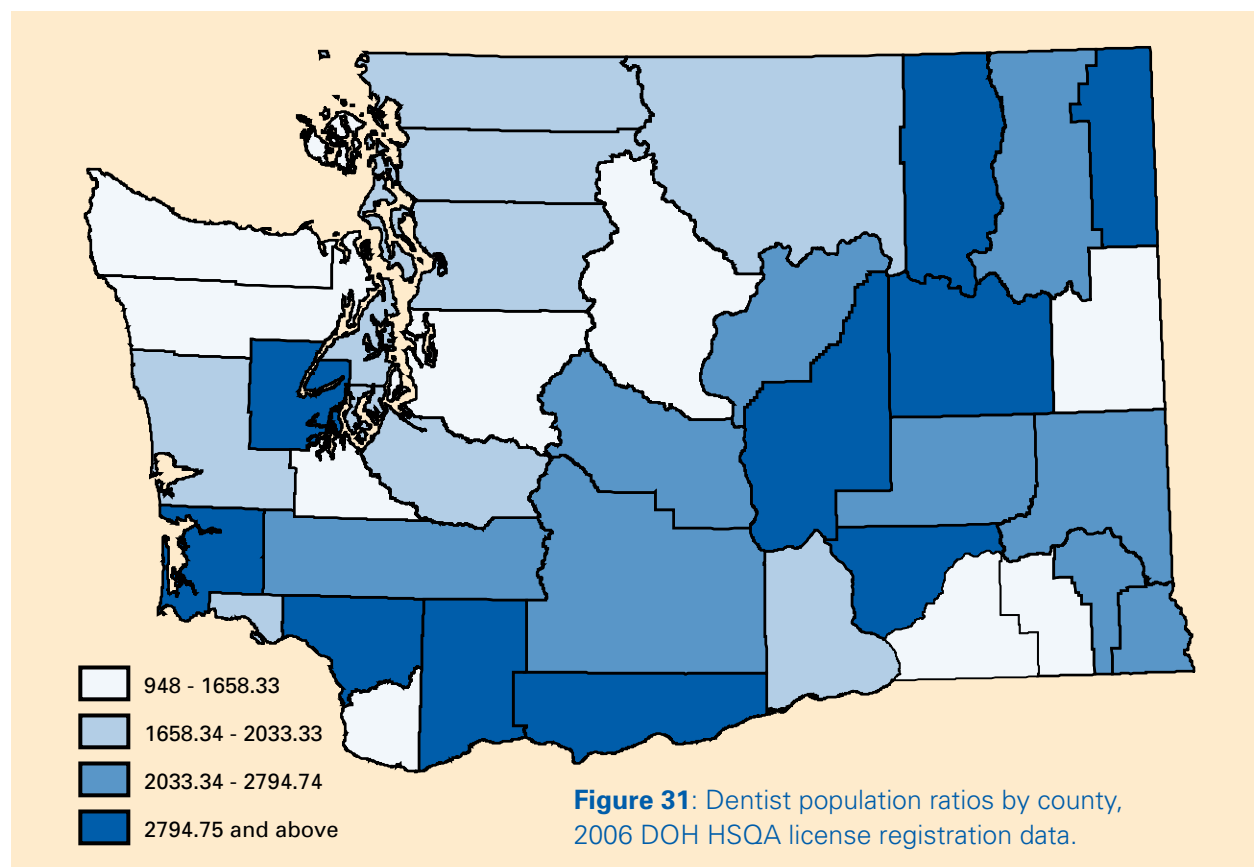 948 - 1658.33
1658.34 - 2033.33
2033.34 - 2794.74
2794.75 and above
Figure 31: Dentist population ratios by county,
2006 DOH HSQA license registration data.